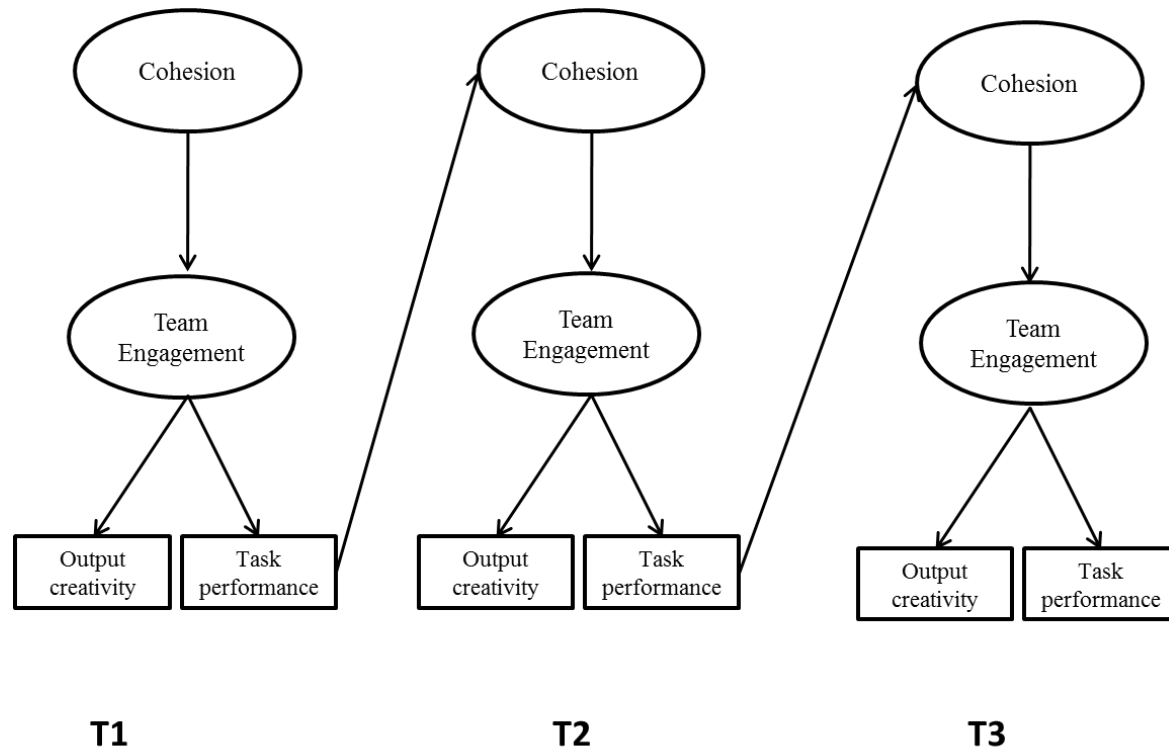 Cohesion
Cohesion
Cohesion
Team
Engagement
Team
Engagement
Team
Engagement
Output
creativity
Task
performance
Output
creativity
Task
performance
Output
creativity
Task
performance
T1
T2
T3